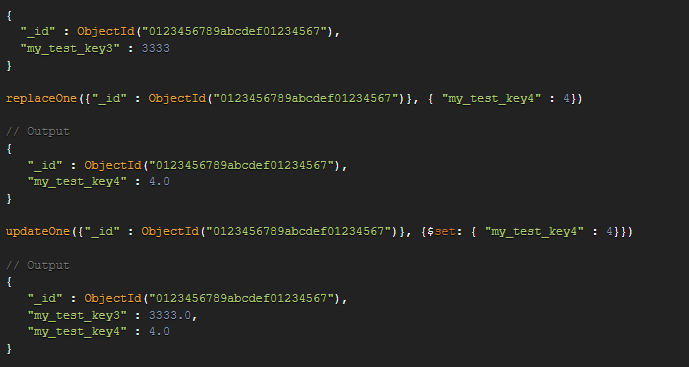 {
  "_id" : ObjectId("0123456789abcdef01234567"),
  "my_test_key3" : 3333
}
replaceOne({"_id" : ObjectId("0123456789abcdef01234567")}, { "my_test_key4" : 4})
// Output
{
   "_id" : ObjectId("0123456789abcdef01234567"),
   "my_test_key4" : 4.0
}
updateOne({"_id" : ObjectId("0123456789abcdef01234567")}, {$set: { "my_test_key4" : 4}})
// Output
{
   "_id" : ObjectId("0123456789abcdef01234567"),
   "my_test_key3" : 3333.0,
   "my_test_key4" : 4.0
}